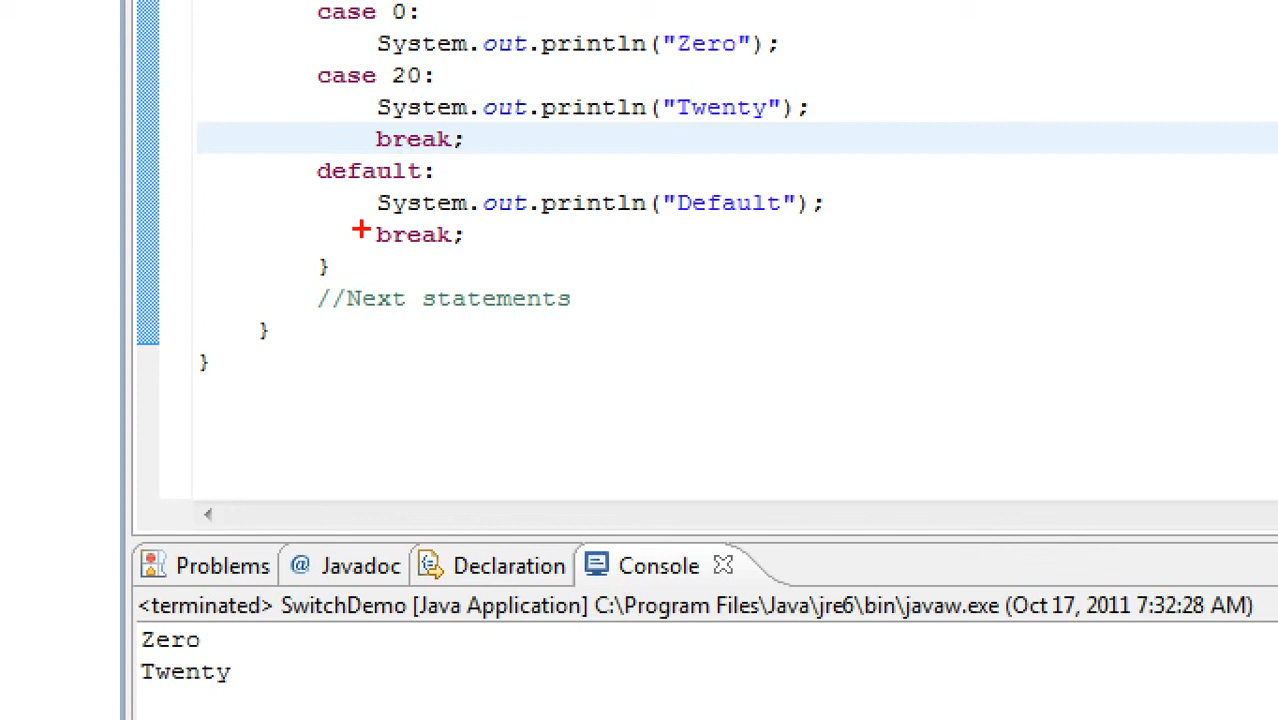 case 0:
System.out.println("Zero");
case 20:
System.out.println("Twenty");
break;
default:
System.out.println("Default");
break;
}
//Next statements
}
}
Problems @ Javadoc Declaration Console
<terminated> SwitchDemo [Java Application] C:\Program Files\Java\jre6\bin\javaw.exe (Oct 17, 2011 7:32:28 AM)
Zero
Twenty